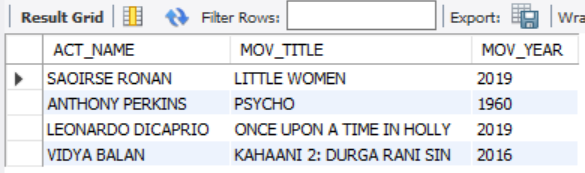 Result Grid Filter Rows: Export: Wra
ACT_NAME MOV_TITLE MOV_YEAR
SAOIRSE RONAN LITTLE WOMEN 2019
ANTHONY PERKINS PSYCHO 1960
LEONARDO DICAPRIO ONCE UPON A TIME IN HOLLY 2019
VIDYA BALAN KAHAANI 2: DURGA RANI SIN 2016